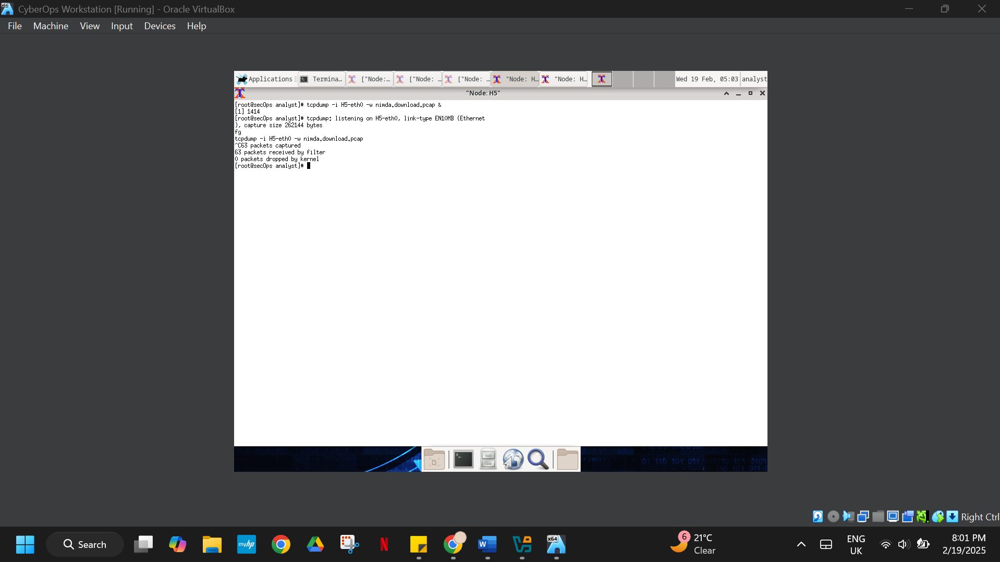 CyberOps Workstation [Running] - Oracle VirtualBox
File Machine View Input Devices Help
Applications Termina... ["Node:... ["Node: ... ["Node: ... "Node: H... "Node: H... Wed 19 Feb, 05:03 analyst
"Node: H5"
[root@secOps analyst]# tcpdump -i H5-eth0 -w nimda.download.pcap &
[1] 1414
[root@secOps analyst]# tcpdump: listening on H5-eth0, link-type EN10MB (Ethernet
), capture size 262144 bytes
fg
tcpdump -i H5-eth0 -w nimda.download.pcap
^C63 packets captured
63 packets received by filter
0 packets dropped by kernel
[root@secOps analyst]#
Right Ctrl
Search
myhp
x64
6
21°C
Clear
ENG
UK
8:01 PM
2/19/2025